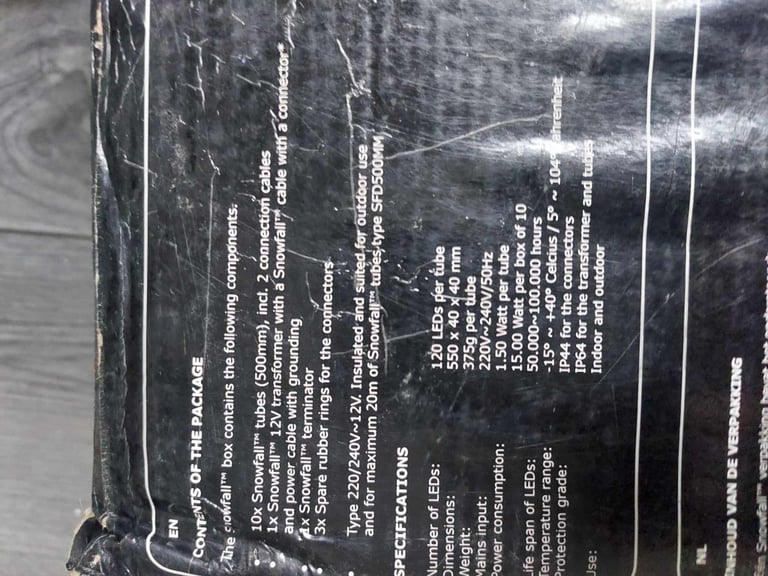 EN
CONTENTS OF THE PACKAGE
The Snowfall™ box contains the following components:
• 10x Snowfall™ tubes (500mm), incl. 2 connection cables
• 1x Snowfall™ 12V transformer with a Snowfall™ cable with a connector*
and power cable with grounding
• 1x Snowfall™ terminator
• 3x Spare rubber rings for the connectors
* Type 220/240V~12V. Insulated and suited for outdoor use
and for maximum 20m of Snowfall™ tubes, type SFD500MM
SPECIFICATIONS
Number of LEDs: 120 LEDs per tube
Dimensions: 550 x 40 x 40 mm
Weight: 375g per tube
Mains input: 220V~240V/50Hz
Power consumption: 1.50 Watt per tube
15.00 Watt per box of 10
Life span of LEDs: 50.000~100.000 hours
Temperature range: -15° ~ +40° Celcius / 5° ~ 104° Fahrenheit
Protection grade: IP44 for the connectors
IP64 for the transformer and tubes
Use: Indoor and outdoor
NL
INHOUD VAN DE VERPAKKING
Snowfall™ verpakking bevat